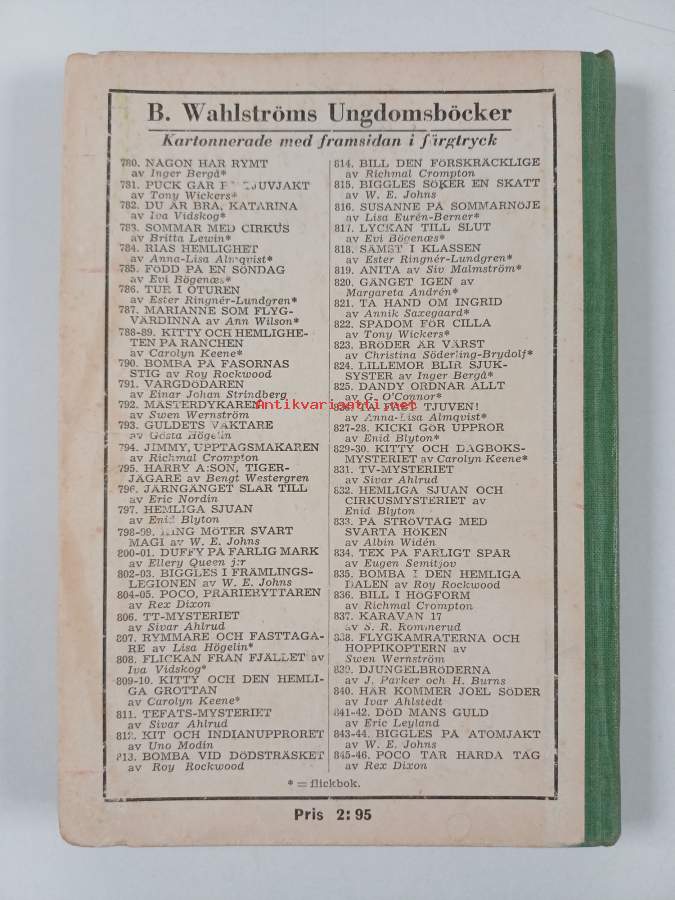 B. Wahlströms Ungdomsböcker
Kartonnerade med framsidan i färgtryck
780. NÅGON HAR RYMT
av Inger Bergå*
781. PUCK GÅR PÅ TJUVJAKT
av Tony Wickers*
782. DU ÄR BRA, KATARINA
av Iva Vidskog*
783. SOMMAR MED CIRKUS
av Britta Lewin*
784. RIAS HEMLIGHET
av Anna-Lisa Almqvist*
785. FÖDD PÅ EN SÖNDAG
av Evi Bögenæs*
786. TUR I OTUREN
av Ester Ringnér-Lundgren*
787. MARIANNE SOM FLYG-
VÄRDINNA av Ann Wilson*
788-89. KITTY OCH HEMLIGHE-
TEN PÅ RANCHEN
av Carolyn Keene*
790. BOMBA PÅ FASORNAS
STIG av Roy Rockwood
791. VARGDÖDAREN
av Einar Johan Strindberg
792. MÄSTERDYKAREN
av Swen Wernström
793. GULDETS VÄKTARE
av Gösta Högelin
794. JIMMY, UPPTÅGSMAKAREN
av Richmal Crompton
795. HARRY A:SON, TIGER-
JÄGARE av Bengt Westergren
796. JÄRNGÄNGET SLÅR TILL
av Eric Nordin
797. HEMLIGA SJUAN
av Enid Blyton
798-99. KING MÖTER SVART
MAGI av W. E. Johns
800-01. DUFFY PÅ FARLIG MARK
av Ellery Queen j:r
802-03. BIGGLES I FRÄMLINGS-
LEGIONEN av W. E. Johns
804-05. POCO, PRÄRIERYTTAREN
av Rex Dixon
806. TT-MYSTERIET
av Sivar Ahlrud
807. RYMMARE OCH FASTTAGA-
RE av Lisa Högelin*
808. FLICKAN FRÅN FJÄLLET av
Iva Vidskog*
809-10. KITTY OCH DEN HEMLI-
GA GROTTAN
av Carolyn Keene*
811. TEFATS-MYSTERIET
av Sivar Ahlrud
812. KIT OCH INDIANUPPRORET
av Uno Modin
813. BOMBA VID DÖDSTRÄSKET
av Roy Rockwood
814. BILL DEN FÖRSKRÄCKLIGE
av Richmal Crompton
815. BIGGLES SÖKER EN SKATT
av W. E. Johns
816. SUSANNE PÅ SOMMARNÖJE
av Lisa Eurén-Berner*
817. LYCKAN TILL SLUT
av Evi Bögenæs*
818. SÄMST I KLASSEN
av Ester Ringnér-Lundgren*
819. ANITA av Siv Malmström*
820. GÄNGET IGEN av
Margareta Andrén*
821. TA HAND OM INGRID
av Annik Saxegaard*
822. SPADOM FÖR CILLA
av Tony Wickers*
823. BRÖDER ÄR VÄRST
av Christina Söderling-Brydolf*
824. LILLEMOR BLIR SJUK-
SYSTER av Inger Bergå*
825. DANDY ORDNAR ALLT
av G. O'Connor*
TA FAST TJUVEN!
av Anna-Lisa Almqvist*
827-28. KICKI GÖR UPPROR
av Enid Blyton*
829-30. KITTY OCH DAGBOKS-
MYSTERIET av Carolyn Keene*
831. TV-MYSTERIET
av Sivar Ahlrud
832. HEMLIGA SJUAN OCH
CIRKUSMYSTERIET av
Enid Blyton
833. PÅ STRÖVTÅG MED
SVARTA HÖKEN
av Albin Widén
834. TEX PÅ FARLIGT SPÅR
av Eugen Semitjov
835. BOMBA I DEN HEMLIGA
DALEN av Roy Rockwood
836. BILL I HÖGFORM
av Richmal Crompton
837. KARAVAN 17
av S. R. Rommerud
838. FLYGKAMRATERNA OCH
HOPPIKOPTERN av
Swen Wernström
839. DJUNGELBRÖDERNA
av J. Parker och H. Burns
840. HÄR KOMMER JOEL SÖDER
av Ivar Ahlstedt
841-42. DÖD MANS GULD
av Eric Leyland
843-44. BIGGLES PÅ ATOMJAKT
av W. E. Johns
845-46. POCO TAR HÅRDA TAG
av Rex Dixon
* = flickbok.
Pris 2:95
Antikvariaatti.net